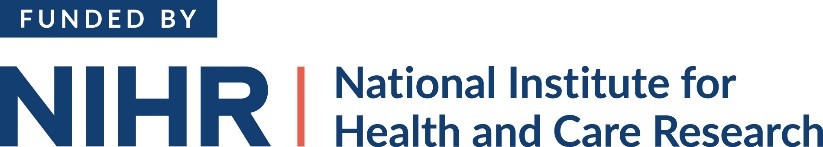 FUNDED BY
NIHR
National Institute for
Health and Care Research